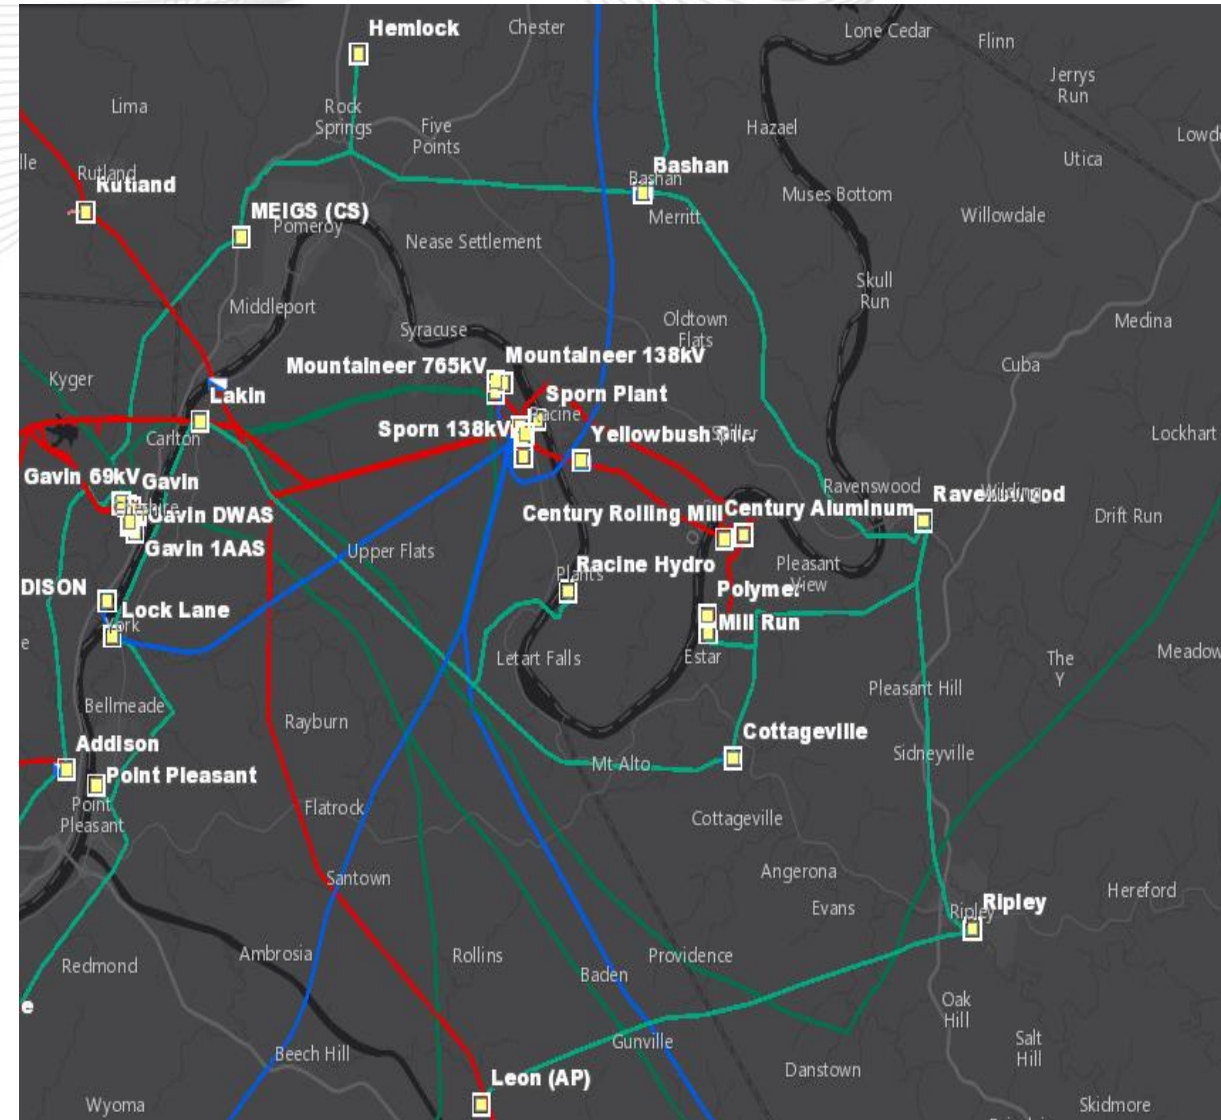 Hemlock
Chester
Lone Cedar
Flinn
Jerrys
Run
Lima
Rock
Springs
Five
Points
Hazael
Utica
Rutland
Rutland
Bashan
Bashan
Merritt
Muses Bottom
Willowdale
MEIGS (CS)
Pomeroy
Nease Settlement
Skull
Run
Middleport
Syracuse
Oldtown
Flats
Medina
Mountaineer 765kV
Mountaineer 138kV
Cuba
Kyger
Lakin
Sporn Plant
Racine
Carlton
Sporn 138kV
Yellowbush
Lockhart
Gavin 69kV
Gavin
Ravenswood
Ravenswood
Gavin DWAS
Century Rolling Mill
Century Aluminum
Drift Run
Gavin 1AAS
Upper Flats
Racine Hydro
Plants
Pleasant
View
DISON
Lock Lane
York
Polymer
Mill Run
Letart Falls
Estar
The
Y
Meadow
Bellmeade
Rayburn
Pleasant Hill
Addison
Cottageville
Sidneyville
Point Pleasant
Mt Alto
Point
Pleasant
Flatrock
Cottageville
Santown
Angerona
Evans
Hereford
Ripley
Ripley
Redmond
Ambrosia
Rollins
Providence
Baden
Oak
Hill
e
Beech Hill
Gunville
Salt
Hill
Danstown
Leon (AP)
Wyoma
Skidmore